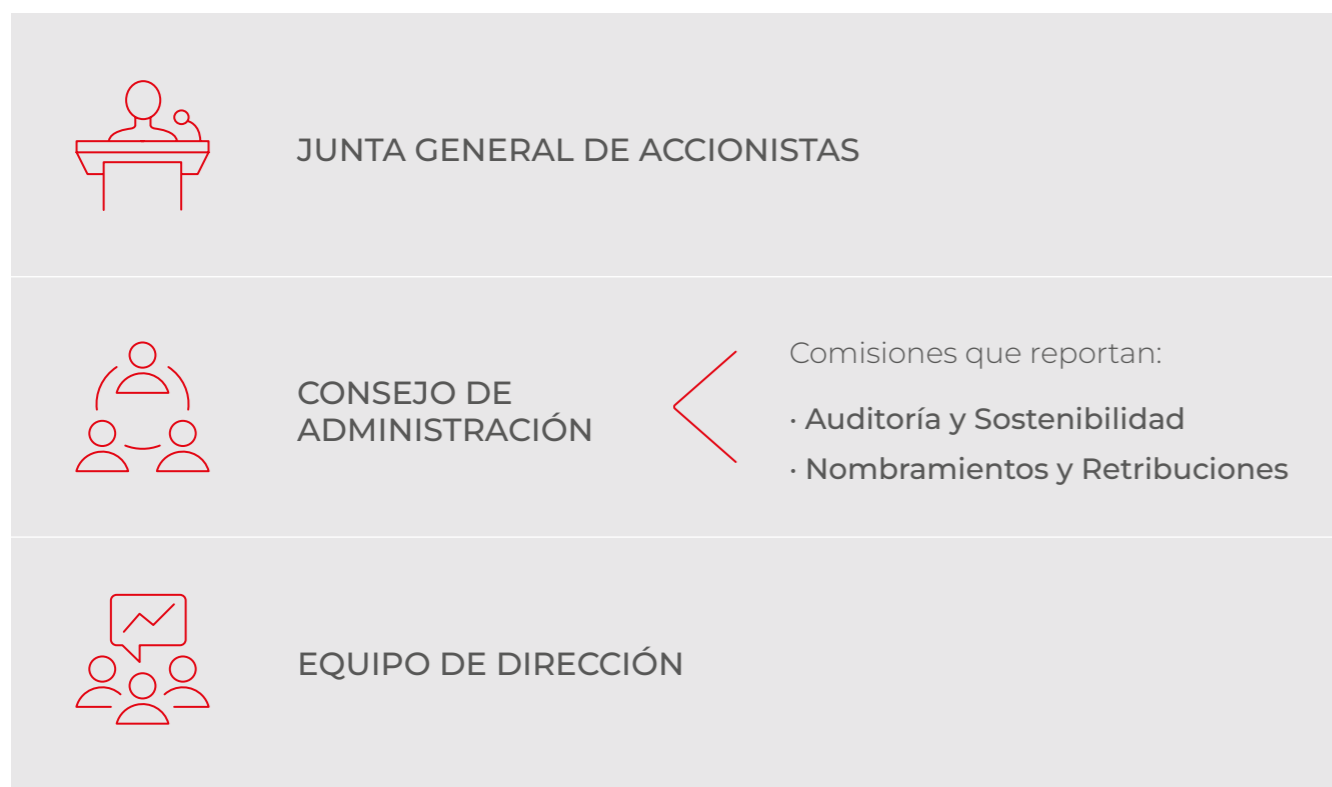 JUNTA GENERAL DE ACCIONISTAS
CONSEJO DE
ADMINISTRACIÓN
Comisiones que reportan:
· Auditoría y Sostenibilidad
· Nombramientos y Retribuciones
EQUIPO DE DIRECCIÓN